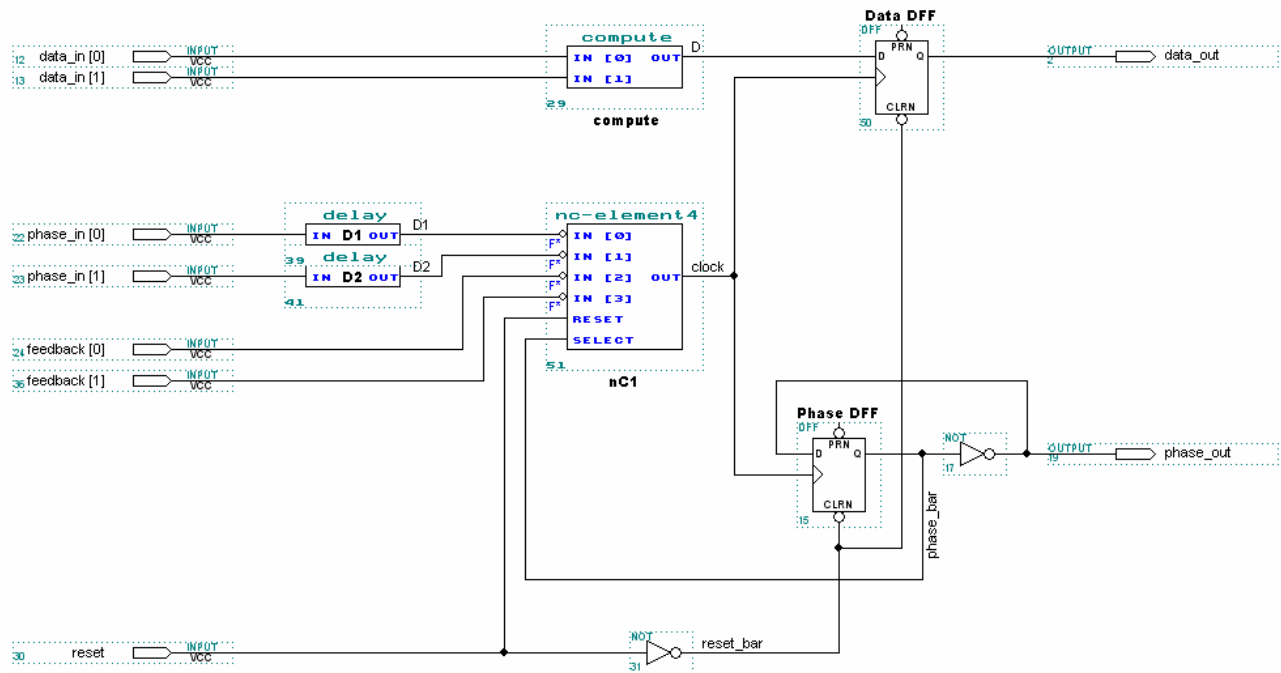 Data DFF
compute
DFF
PRN
12 data_in [0] INPUT VCC
IN [0] OUT
D
D Q
OUTPUT 2 data_out
13 data_in [1] INPUT VCC
IN [1]
29
compute
CLRN
50
delay
nc-element4
22 phase_in [0] INPUT VCC
IN D1 OUT
D1
F* IN [0]
39 delay
F* IN [1]
23 phase_in [1] INPUT VCC
IN D2 OUT
D2
F* IN [2] OUT
clock
41
F* IN [3]
RESET
24 feedback [0] INPUT VCC
SELECT
51
36 feedback [1] INPUT VCC
nC1
Phase DFF
DFF
PRN
D Q
NOT
17
OUTPUT 19 phase_out
CLRN
15
phase_bar
30 reset INPUT VCC
NOT
31
reset_bar